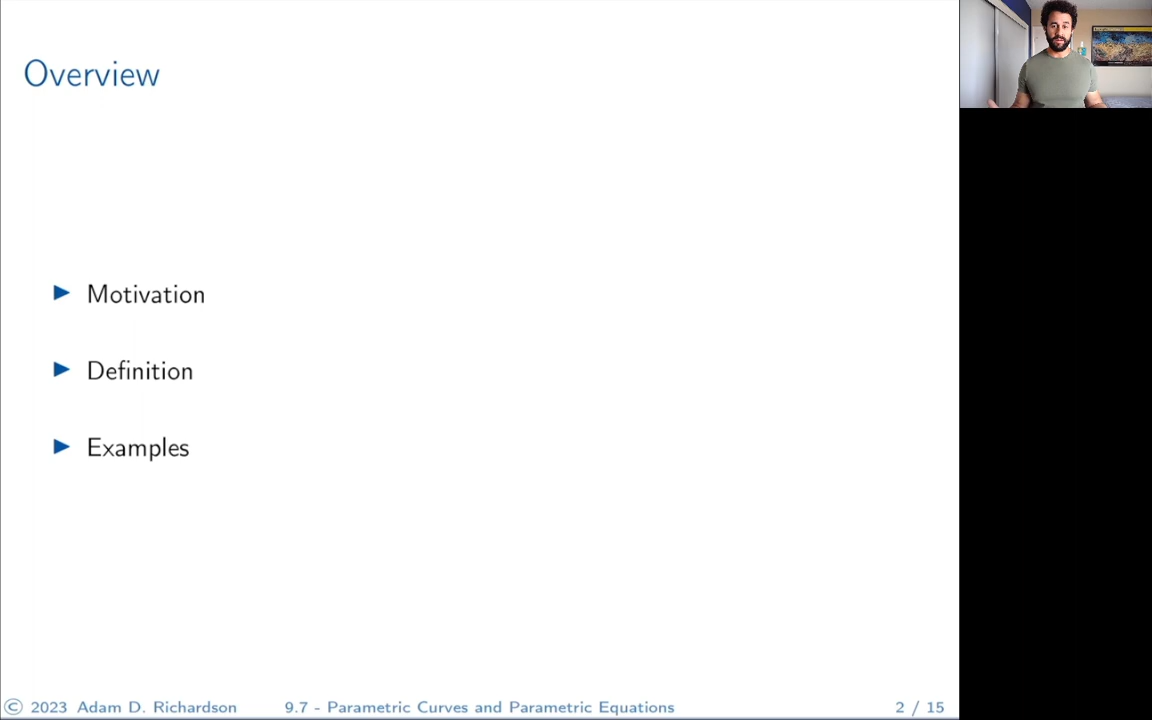 Overview
Motivation
Definition
Examples
© 2023 Adam D. Richardson 9.7 - Parametric Curves and Parametric Equations 2 / 15